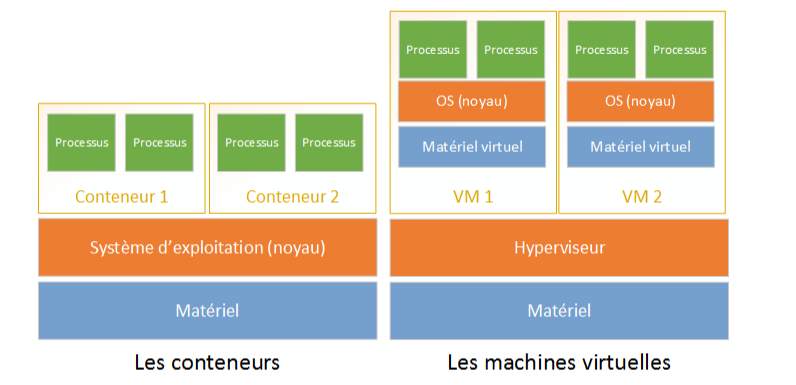 Processus
Processus
Processus
Processus
Conteneur 1
Conteneur 2
Système d’exploitation (noyau)
Matériel
Les conteneurs
Processus
Processus
Processus
Processus
OS (noyau)
OS (noyau)
Matériel virtuel
Matériel virtuel
VM 1
VM 2
Hyperviseur
Matériel
Les machines virtuelles